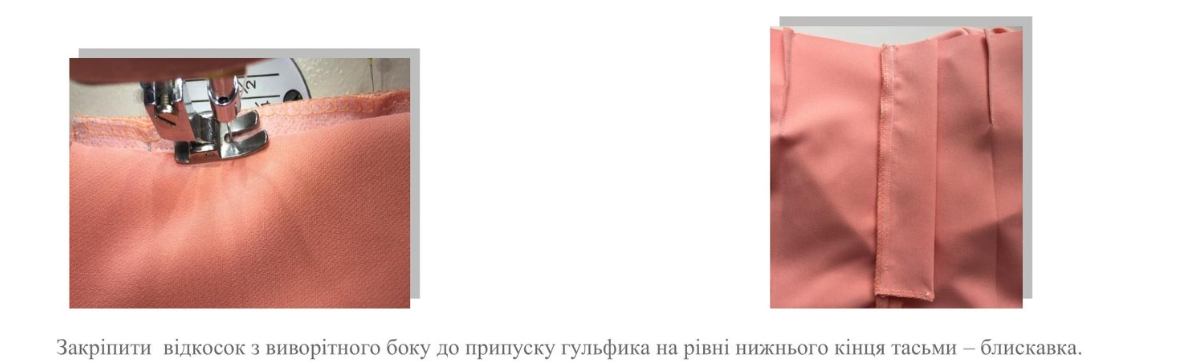 Закріпити  відкосок з виворітного боку до припуску гульфика на рівні нижнього кінця тасьми – блискавка.